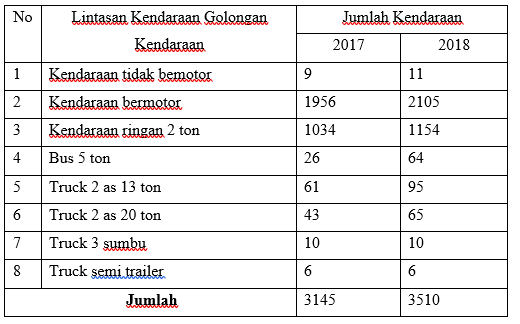 No Lintasan Kendaraan Golongan Kendaraan Jumlah Kendaraan
2017 2018
1 Kendaraan tidak bemotor 9 11
2 Kendaraan bermotor 1956 2105
3 Kendaraan ringan 2 ton 1034 1154
4 Bus 5 ton 26 64
5 Truck 2 as 13 ton 61 95
6 Truck 2 as 20 ton 43 65
7 Truck 3 sumbu 10 10
8 Truck semi trailer 6 6
Jumlah 3145 3510